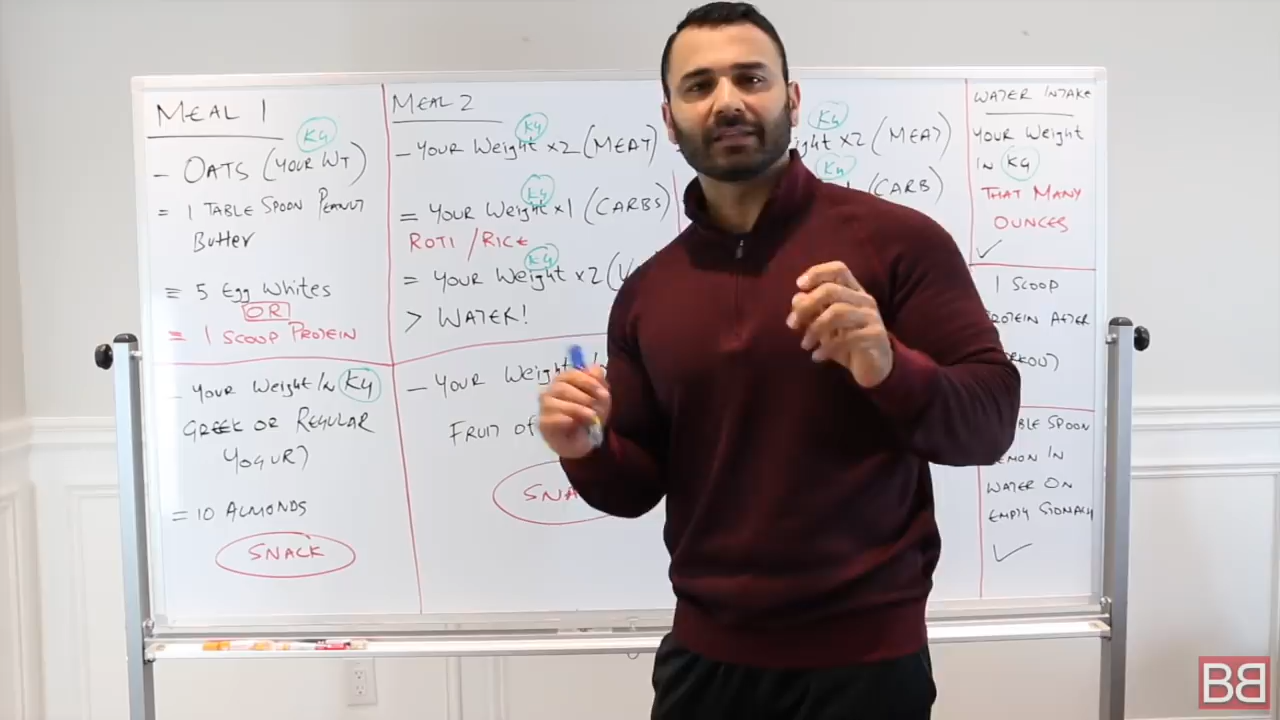 MEAL 1
KG
- OATS (YOUR WT)
= 1 TABLE SPOON PEANUT
Butter
= 5 Egg Whites
OR
= 1 SCOOP PROTEIN
- Your Weight In KG
GREEK OR REGULAR
YOGURT
= 10 ALMONDS
SNACK
MEAL 2
KG
- YOUR Weight x2 (MEAT)
KG
= YOUR Weight x1 (CARBS)
ROTI / RICE
KG
= YOUR Weight x2
> WATER!
- YOUR Weight
FRUIT OF
KG
x2 (MEAT)
KG
(CARB)
WATER INTAKE
YOUR Weight
IN KG
THAT MANY
OUNCES
✓
1 SCOOP
AFTER
SPOON
IN
WATER ON
EMPTY STOMACH
✓
BB